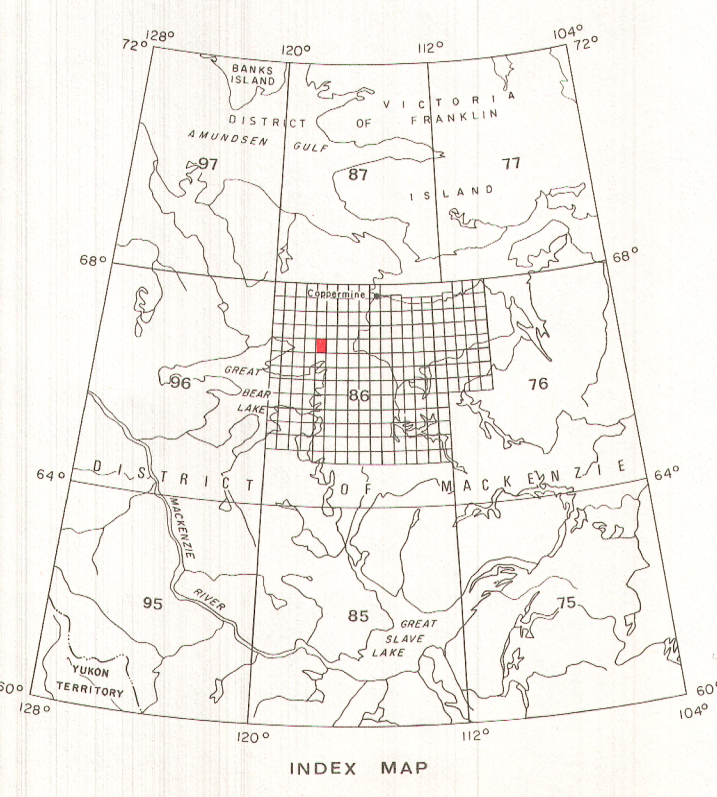 128°
120°
112°
104°
72°
72°
BANKS
ISLAND
VICTORIA
DISTRICT OF FRANKLIN
AMUNDSEN GULF
97
87
77
ISLAND
68°
68°
Coppermine
GREAT
96
86
76
BEAR
LAKE
DISTRICT OF MACKENZIE
64°
64°
MACKENZIE
RIVER
95
85
75
GREAT
SLAVE
LAKE
YUKON
TERRITORY
60°
60°
128°
120°
112°
104°
INDEX MAP